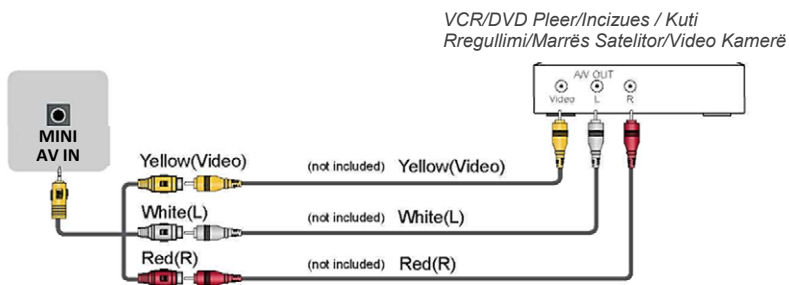 VCR/DVD Pleer/Incizues / Kuti
Rregullimi/Marrës Satelitor/Video Kamerë
A/V OUT
Video L R
MINI
AV IN
Yellow(Video) (not included) Yellow(Video)
White(L) (not included) White(L)
Red(R) (not included) Red(R)